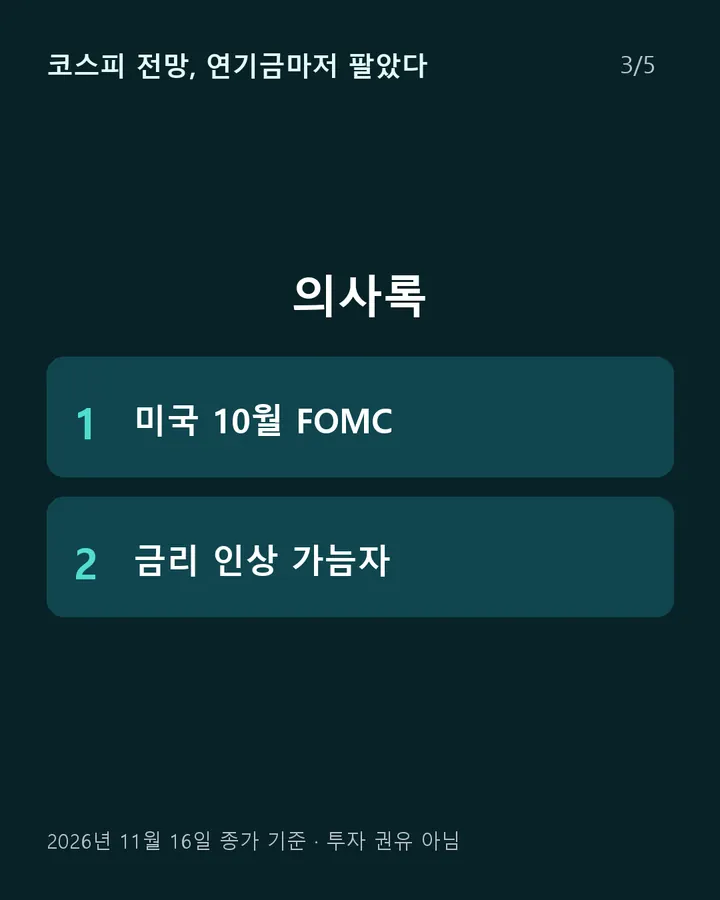 코스피 전망, 연기금마저 팔았다
3/5
의사록
1 미국 10월 FOMC
2 금리 인상 가늠자
2026년 11월 16일 종가 기준 · 투자 권유 아님